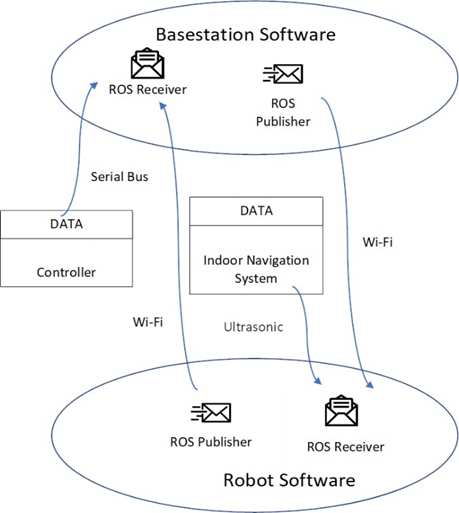 Basestation Software
ROS Receiver
ROS
Publisher
Serial Bus
DATA
Controller
DATA
Indoor Navigation
System
Wi-Fi
Wi-Fi
Ultrasonic
ROS Publisher
ROS Receiver
Robot Software